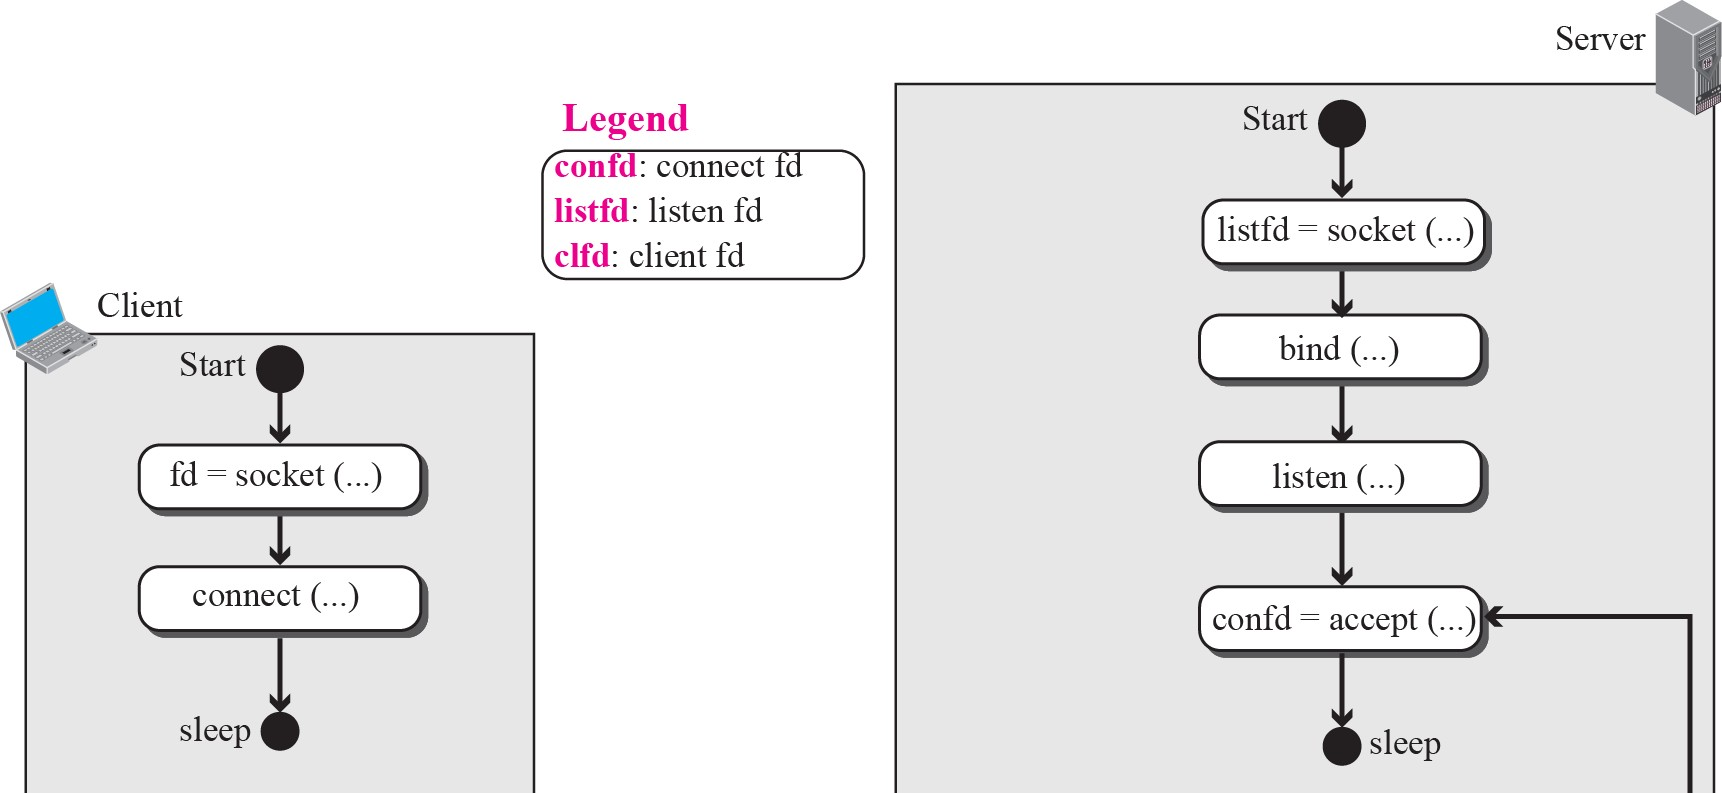 Server
Start
listfd = socket (...)
bind (...)
listen (...)
confd = accept (...)
sleep
Legend
confd: connect fd
listfd: listen fd
clfd: client fd
Client
Start
fd = socket (...)
connect (...)
sleep